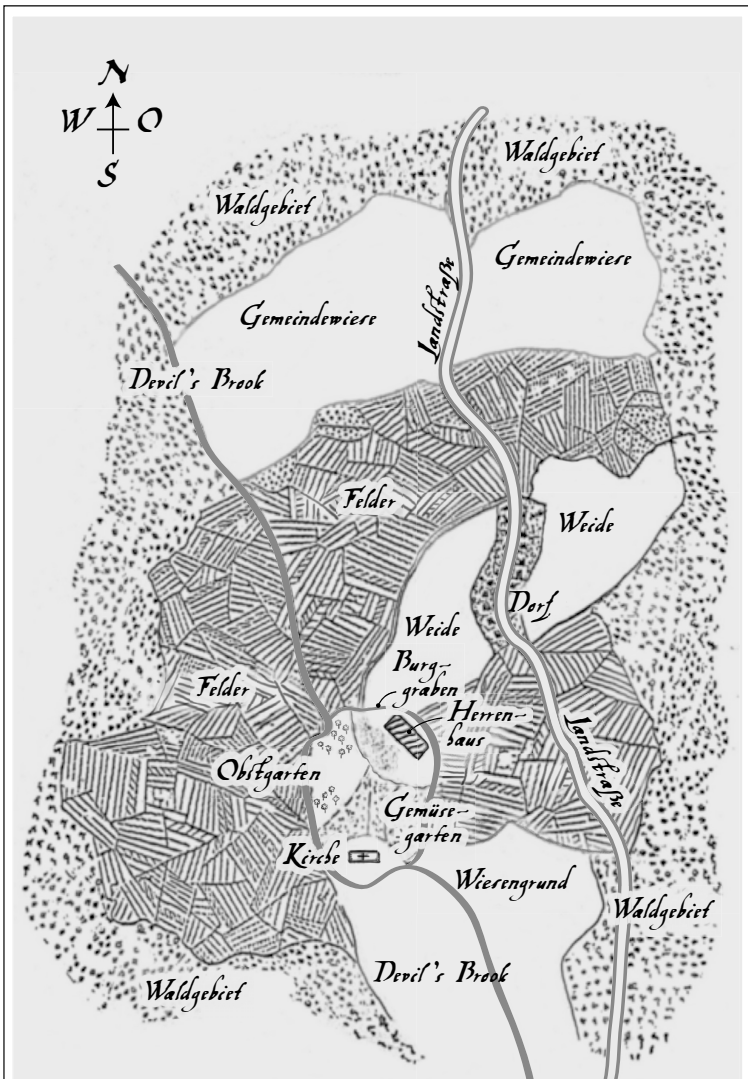 N
W O
S
Waldgebiet
Waldgebiet
Gemeindewiese
Gemeindewiese
Landstraße
Devil's Brook
Felder
Weide
Dorf
Weide
Burg-
graben
Felder
Herren-
haus
Landstraße
Obstgarten
Gemüse-
garten
Kirche
Wiesengrund
Waldgebiet
Devil's Brook
Waldgebiet